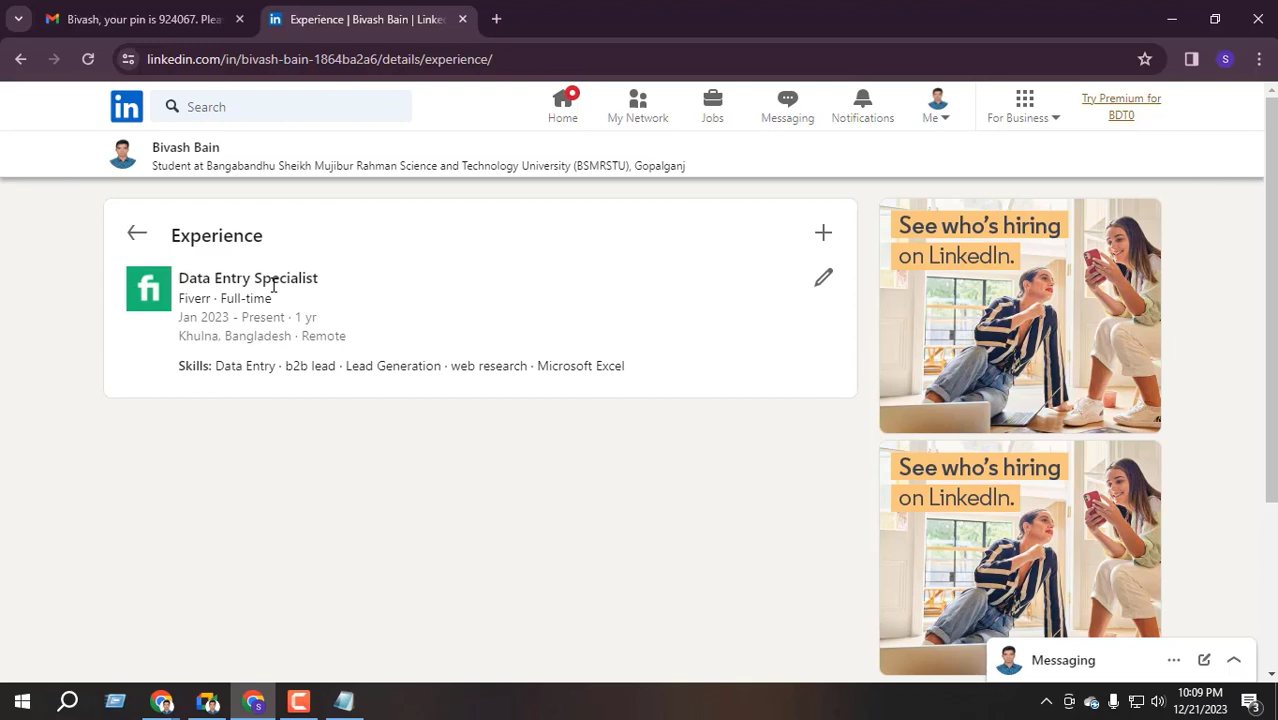 Bivash, your pin is 924067. Plea
Experience | Bivash Bain | Linke
linkedin.com/in/bivash-bain-1864ba2a6/details/experience/
S
in
Search
Home
My Network
Jobs
Messaging
Notifications
Me
For Business
Try Premium for
BDT0
Bivash Bain
Student at Bangabandhu Sheikh Mujibur Rahman Science and Technology University (BSMRSTU), Gopalganj
Experience
fi
Data Entry Specialist
Fiverr · Full-time
Jan 2023 - Present · 1 yr
Khulna, Bangladesh · Remote
Skills: Data Entry · b2b lead · Lead Generation · web research · Microsoft Excel
See who's hiring
on LinkedIn.
See who's hiring
on LinkedIn.
Messaging
10:09 PM
12/21/2023
3